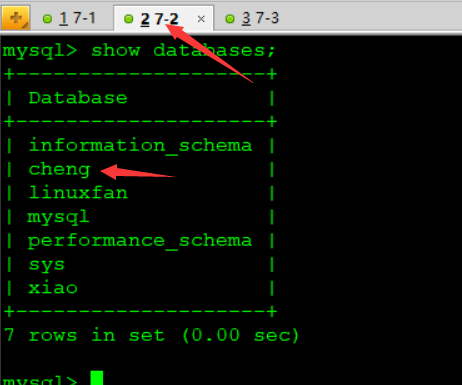 1 7-1 2 7-2 × 3 7-3
mysql> show databases;
+--------------------+
| Database           |
+--------------------+
| information_schema |
| cheng              |
| linuxfan           |
| mysql              |
| performance_schema |
| sys                |
| xiao               |
+--------------------+
7 rows in set (0.00 sec)
mysql>